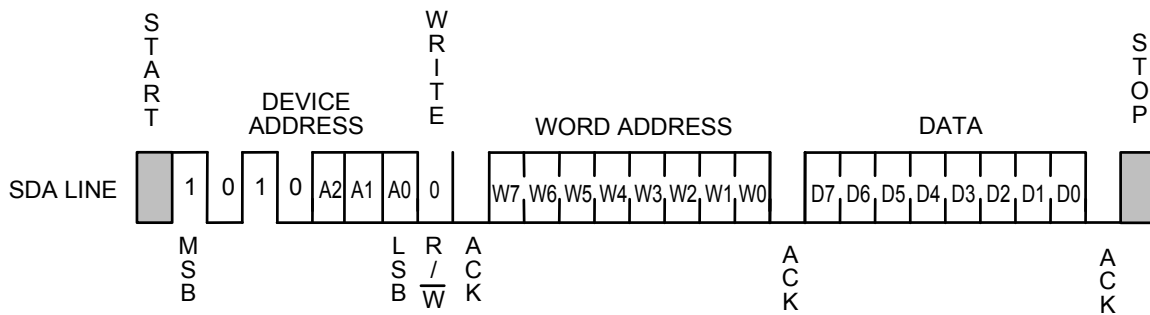 START
WRITE
STOP
DEVICE
ADDRESS
WORD ADDRESS
DATA
SDA LINE
1 0 1 0 A2 A1 A0 0 W7 W6 W5 W4 W3 W2 W1 W0 D7 D6 D5 D4 D3 D2 D1 D0
MSB
LSB
R/W
ACK
ACK
ACK